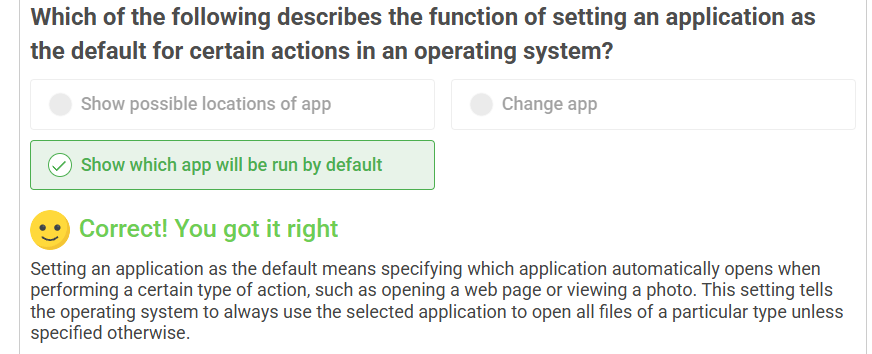 Which of the following describes the function of setting an application as
the default for certain actions in an operating system?
Show possible locations of app
Change app
Show which app will be run by default
Correct! You got it right
Setting an application as the default means specifying which application automatically opens when
performing a certain type of action, such as opening a web page or viewing a photo. This setting tells
the operating system to always use the selected application to open all files of a particular type unless
specified otherwise.